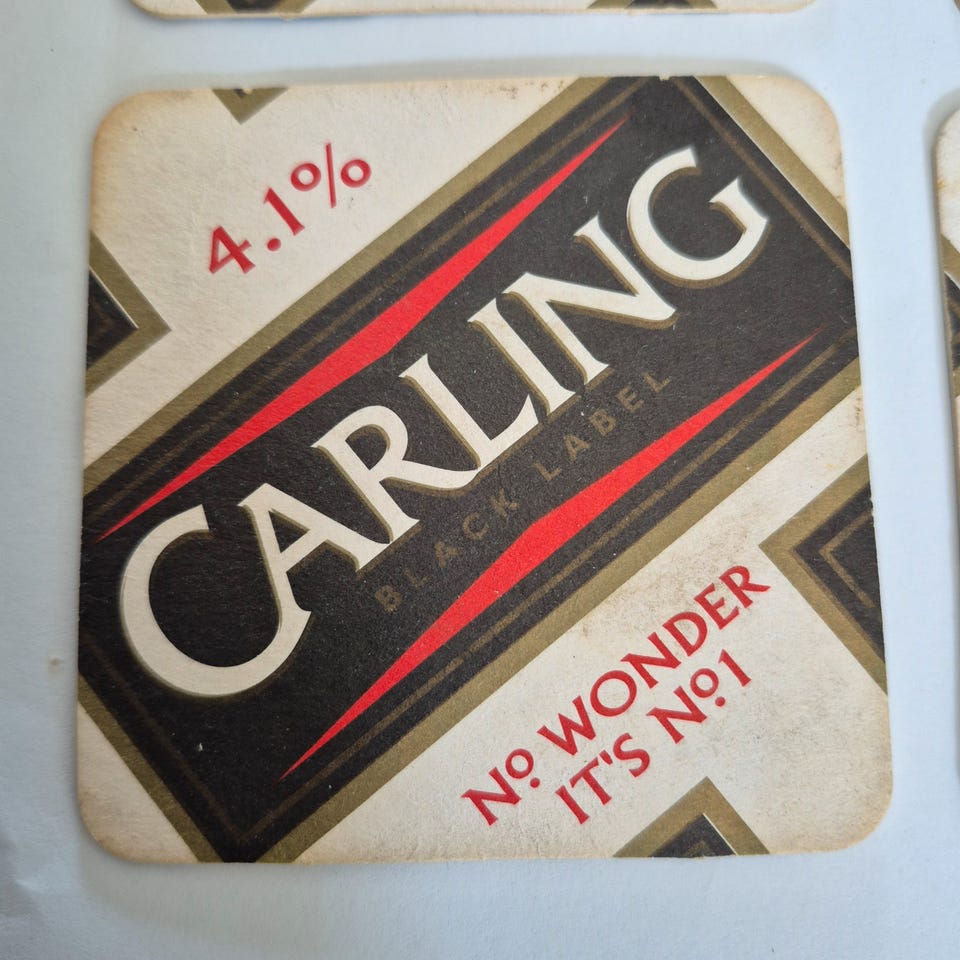 4.1%
CARLING
BLACK LABEL
Nº WONDER
IT'S Nº1